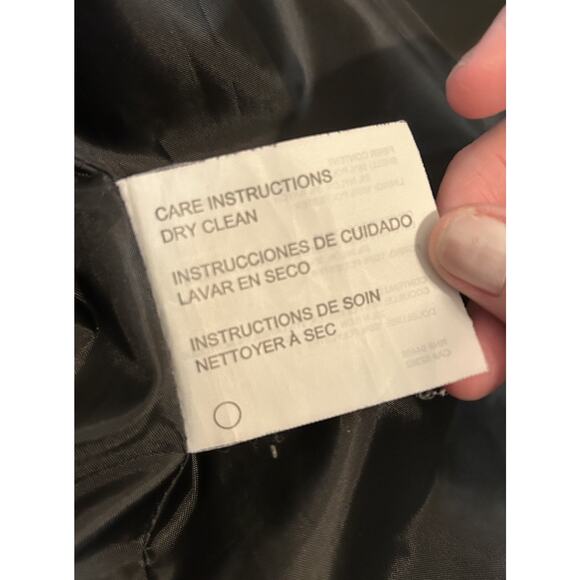 CARE INSTRUCTIONS
DRY CLEAN
INSTRUCCIONES DE CUIDADO
LAVAR EN SECO
INSTRUCTIONS DE SOIN
NETTOYER À SEC